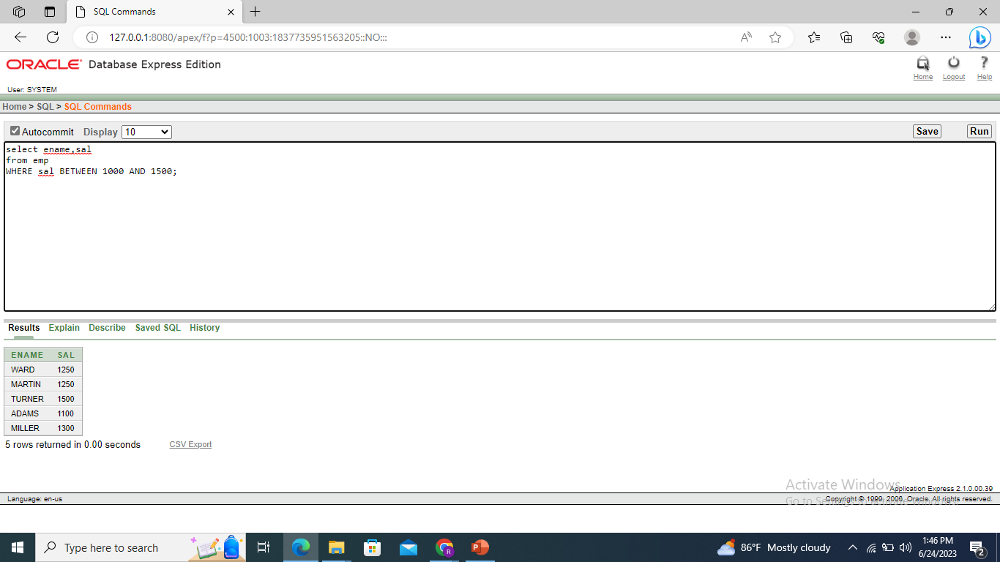 SQL Commands
127.0.0.1:8080/apex/f?p=4500:1003:1837735951563205::NO:::
ORACLE Database Express Edition
Home Logout Help
User: SYSTEM
Home > SQL > SQL Commands
Autocommit Display 10 Save Run
select ename,sal
from emp
WHERE sal BETWEEN 1000 AND 1500;
Results Explain Describe Saved SQL History
ENAME SAL
WARD 1250
MARTIN 1250
TURNER 1500
ADAMS 1100
MILLER 1300
5 rows returned in 0.00 seconds CSV Export
Activate Windows
Application Express 2.1.0.00.39
Language: en-us
Copyright © 1999, 2006, Oracle. All rights reserved.
Type here to search
86°F Mostly cloudy
1:46 PM
6/24/2023
2